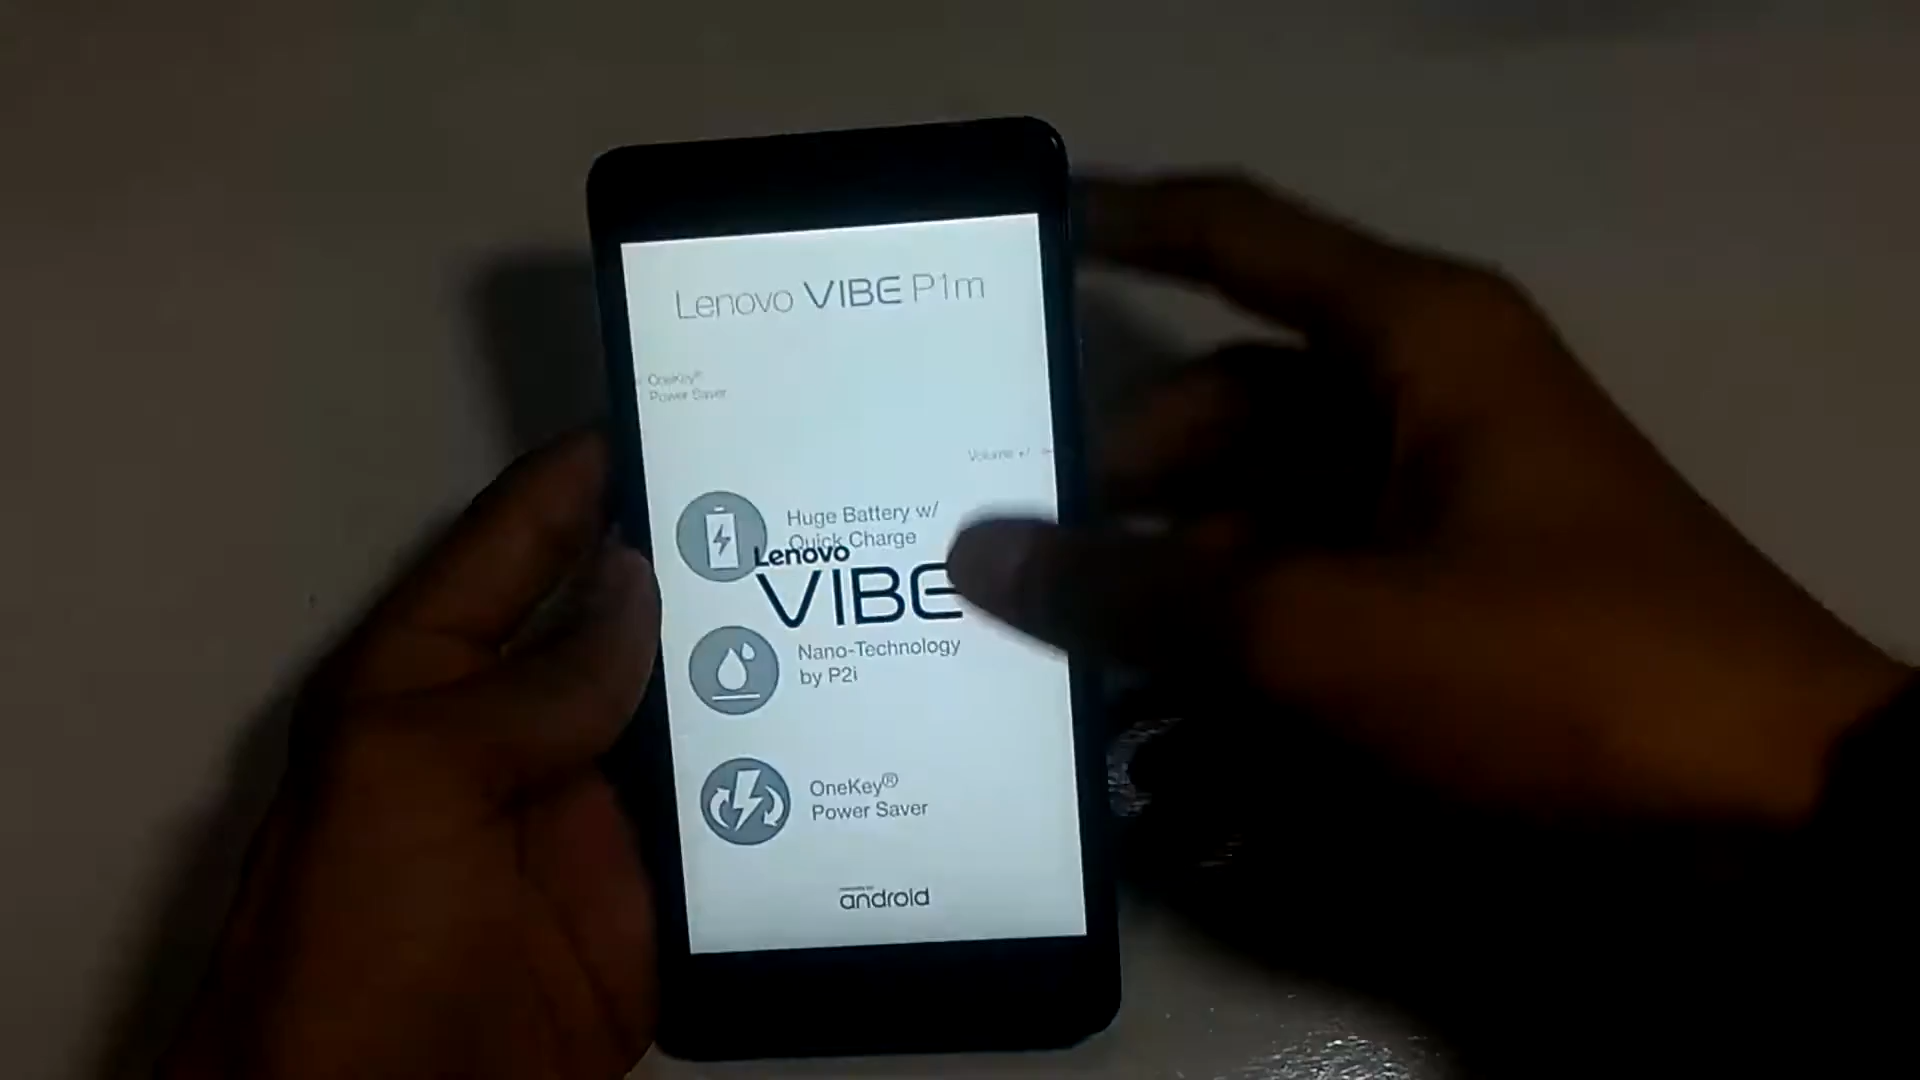 Lenovo VIBE P1m
OneKey®
Power Saver
Volume +/-
Huge Battery w/
Quick Charge
Lenovo
VIBE
Nano-Technology
by P2i
OneKey®
Power Saver
android